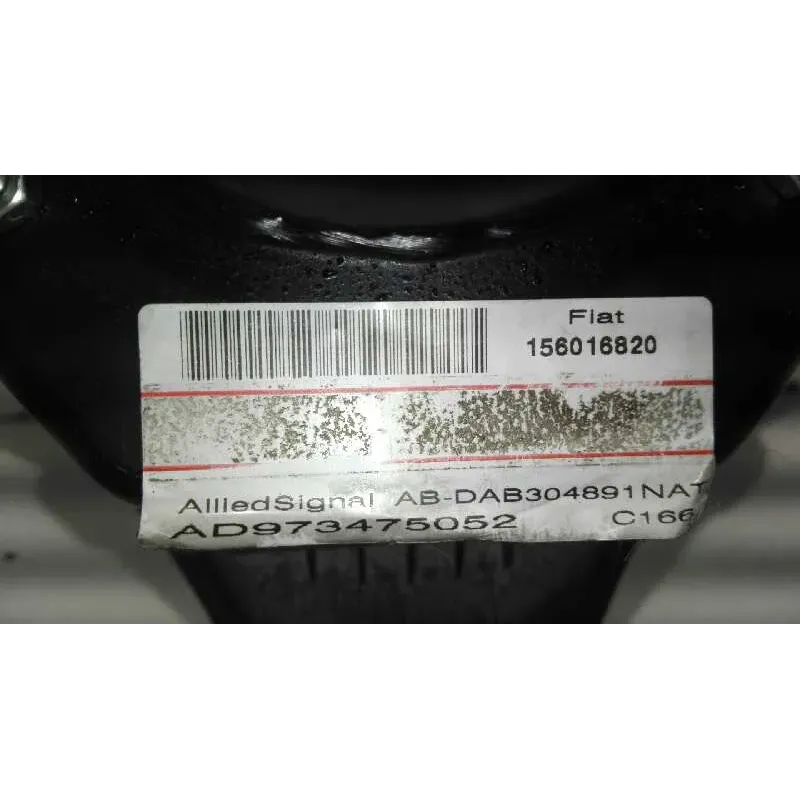 Fiat
156016820
AlliedSignal AB-DAB304891NAT
AD973475052 C166